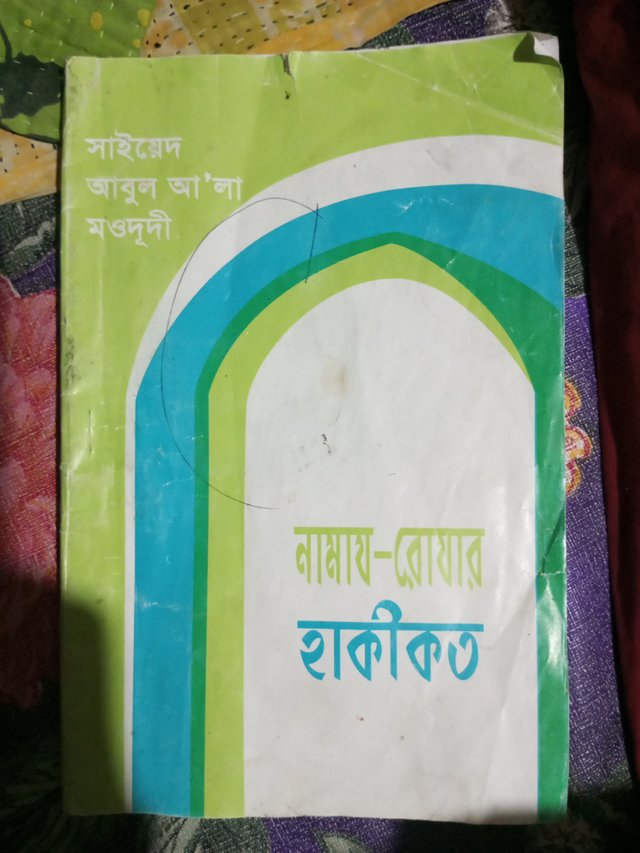 সাইয়েদ
আবুল আ'লা
মওদূদী
নামায-রোযার
হাকীকত